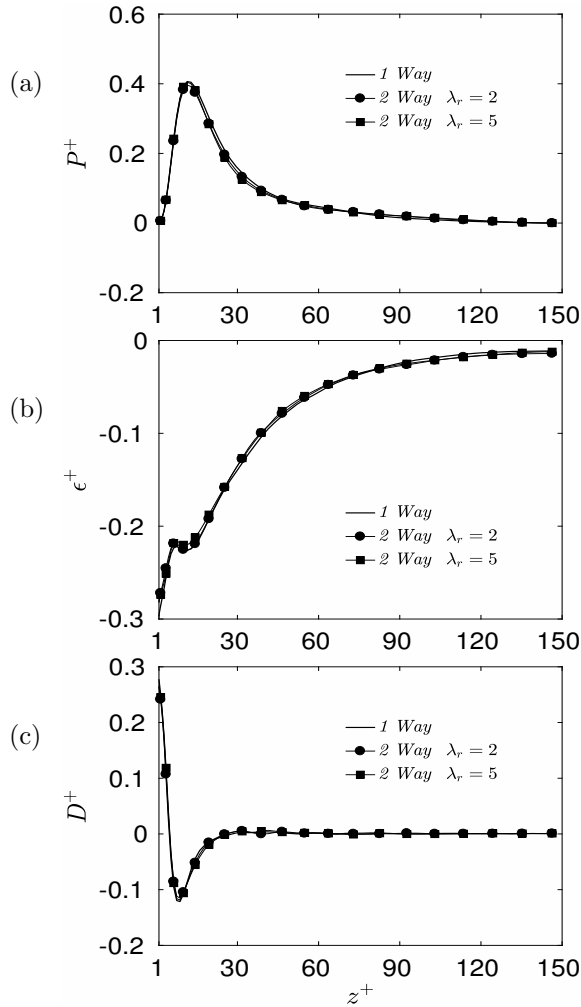 (a)
P⁺
0.6
0.4
0.2
0
-0.2
1 Way
2 Way λr = 2
2 Way λr = 5
1 30 60 90 120 150
(b)
ϵ⁺
0
-0.1
-0.2
-0.3
1 Way
2 Way λr = 2
2 Way λr = 5
1 30 60 90 120 150
(c)
D⁺
0.3
0.2
0.1
0
-0.1
-0.2
1 Way
2 Way λr = 2
2 Way λr = 5
1 30 60 90 120 150
z⁺